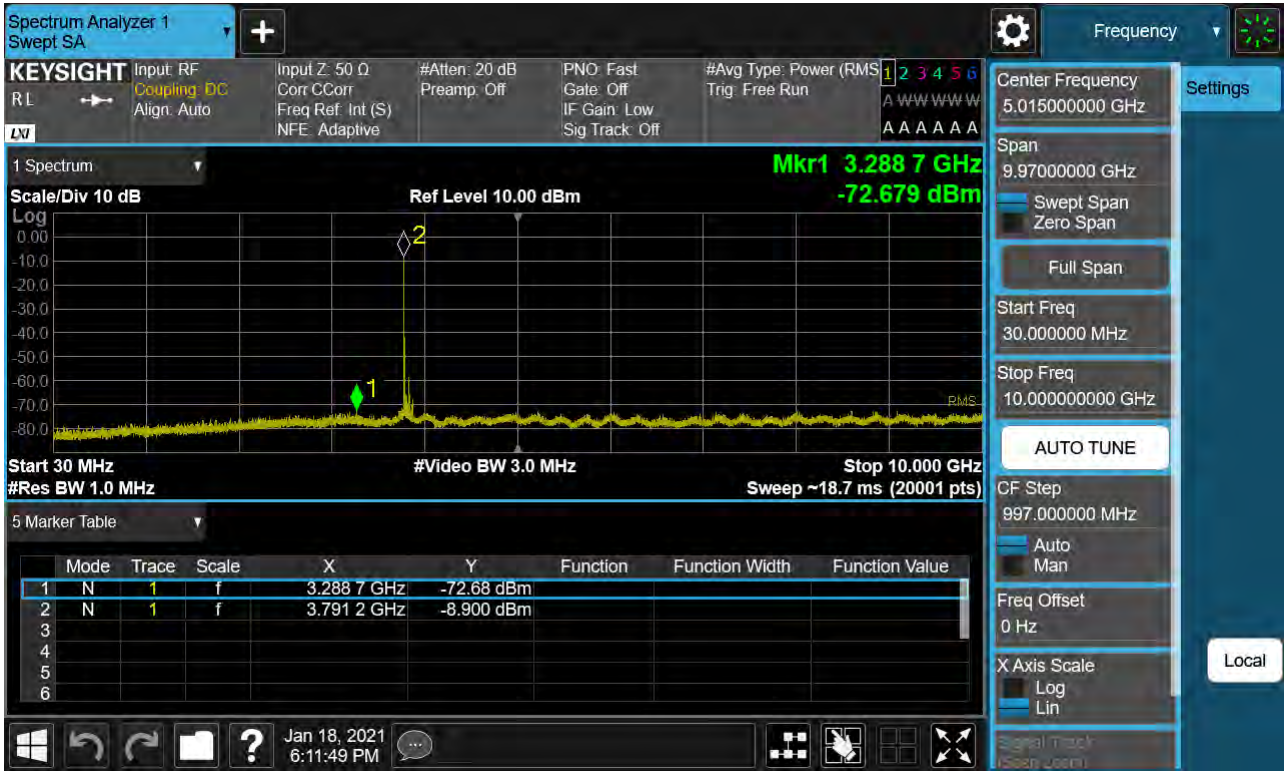 Spectrum Analyzer 1
Swept SA
+
Frequency
KEYSIGHT
RL
LXI
Input: RF
Coupling: DC
Align: Auto
Input Z: 50 Ω
Corr CCorr
Freq Ref: Int (S)
NFE: Adaptive
#Atten: 20 dB
Preamp: Off
PNO: Fast
Gate: Off
IF Gain: Low
Sig Track: Off
#Avg Type: Power (RMS
Trig: Free Run
1 2 3 4 5 6
A W W W W W
A A A A A A
1 Spectrum
Mkr1 3.288 7 GHz
Scale/Div 10 dB
Ref Level 10.00 dBm
-72.679 dBm
Log
0.00
-10.0
-20.0
-30.0
-40.0
-50.0
-60.0
-70.0
-80.0
2
1
RMS
Start 30 MHz
#Video BW 3.0 MHz
Stop 10.000 GHz
#Res BW 1.0 MHz
Sweep ~18.7 ms (20001 pts)
5 Marker Table
Mode Trace Scale X Y Function Function Width Function Value
1 N 1 f 3.288 7 GHz -72.68 dBm
2 N 1 f 3.791 2 GHz -8.900 dBm
3
4
5
6
?
Jan 18, 2021
6:11:49 PM
Center Frequency
5.015000000 GHz
Settings
Span
9.97000000 GHz
Swept Span
Zero Span
Full Span
Start Freq
30.000000 MHz
Stop Freq
10.000000000 GHz
AUTO TUNE
CF Step
997.000000 MHz
Auto
Man
Freq Offset
0 Hz
X Axis Scale
Log
Lin
Signal Track
(Span Zoom)
Local